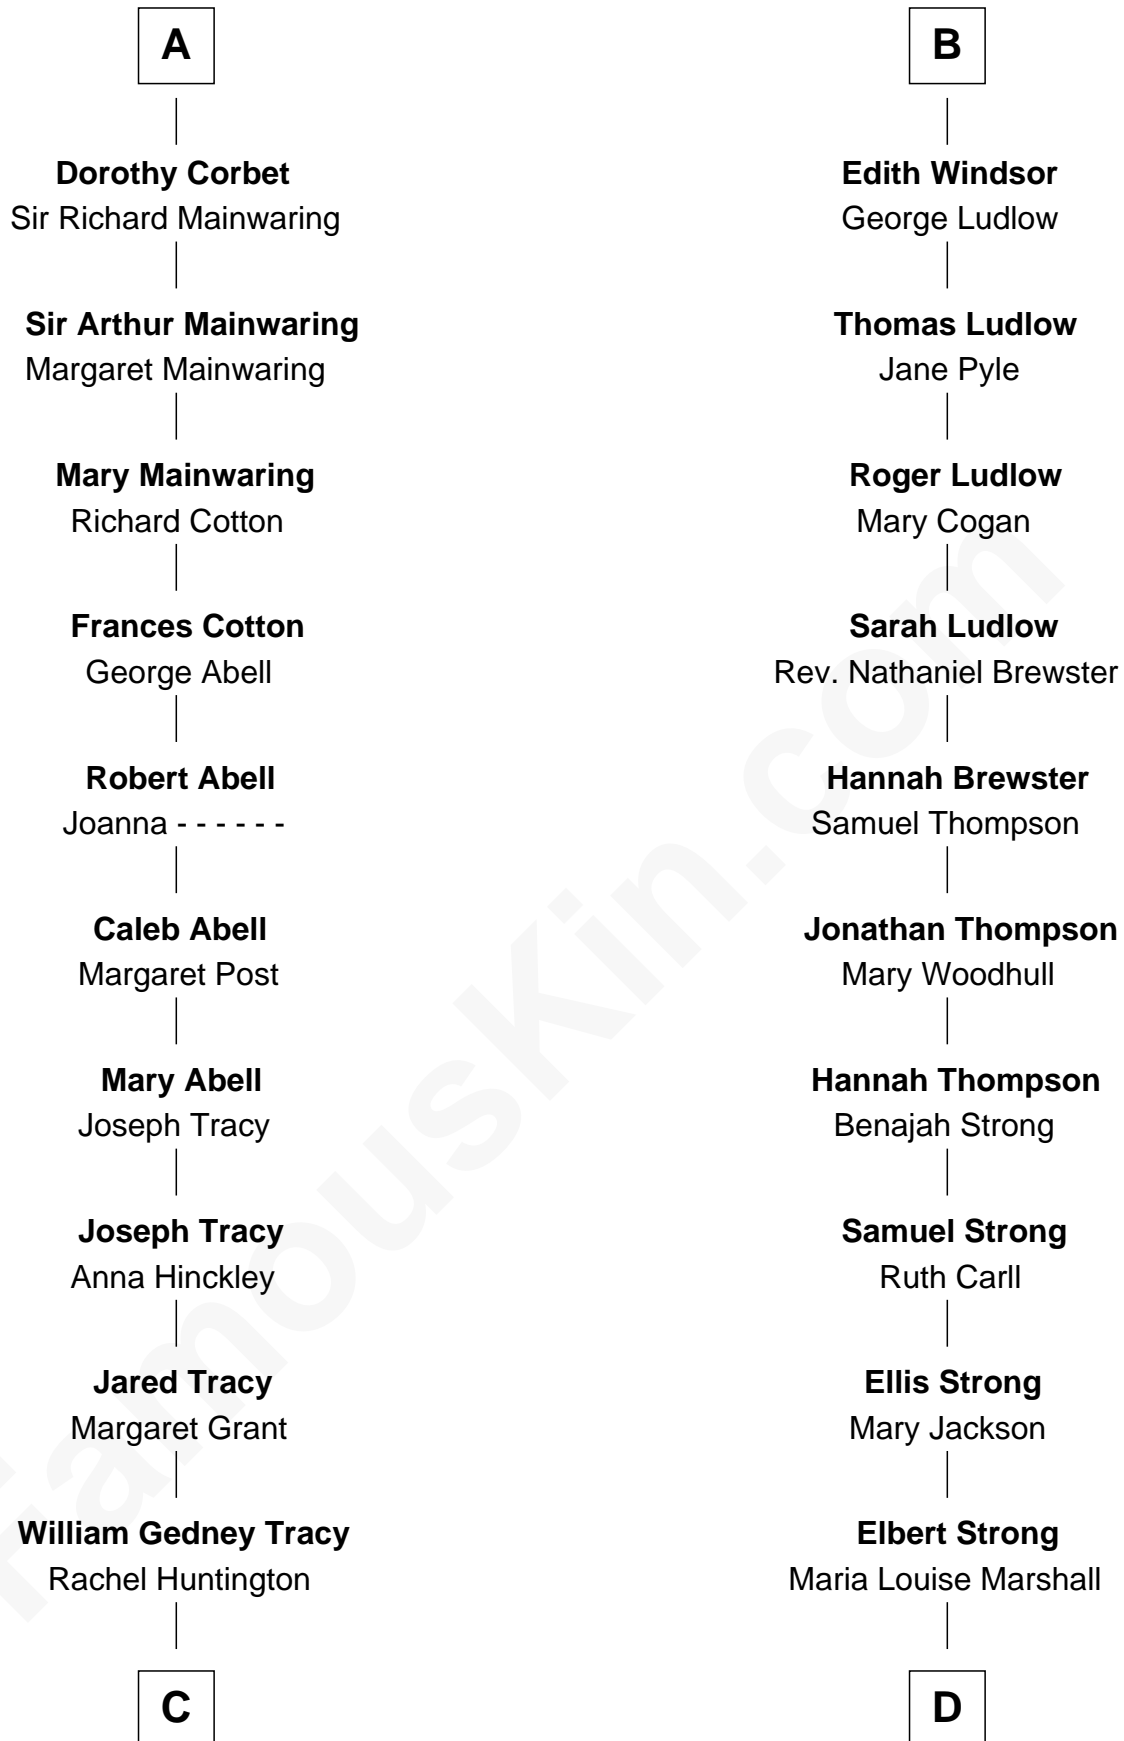 A
Dorothy Corbet
Sir Richard Mainwaring
Sir Arthur Mainwaring
Margaret Mainwaring
Mary Mainwaring
Richard Cotton
Frances Cotton
George Abell
Robert Abell
Joanna - - - - - -
Caleb Abell
Margaret Post
Mary Abell
Joseph Tracy
Joseph Tracy
Anna Hinckley
Jared Tracy
Margaret Grant
William Gedney Tracy
Rachel Huntington
C
B
Edith Windsor
George Ludlow
Thomas Ludlow
Jane Pyle
Roger Ludlow
Mary Cogan
Sarah Ludlow
Rev. Nathaniel Brewster
Hannah Brewster
Samuel Thompson
Jonathan Thompson
Mary Woodhull
Hannah Thompson
Benajah Strong
Samuel Strong
Ruth Carll
Ellis Strong
Mary Jackson
Elbert Strong
Maria Louise Marshall
D
FamousKin.com